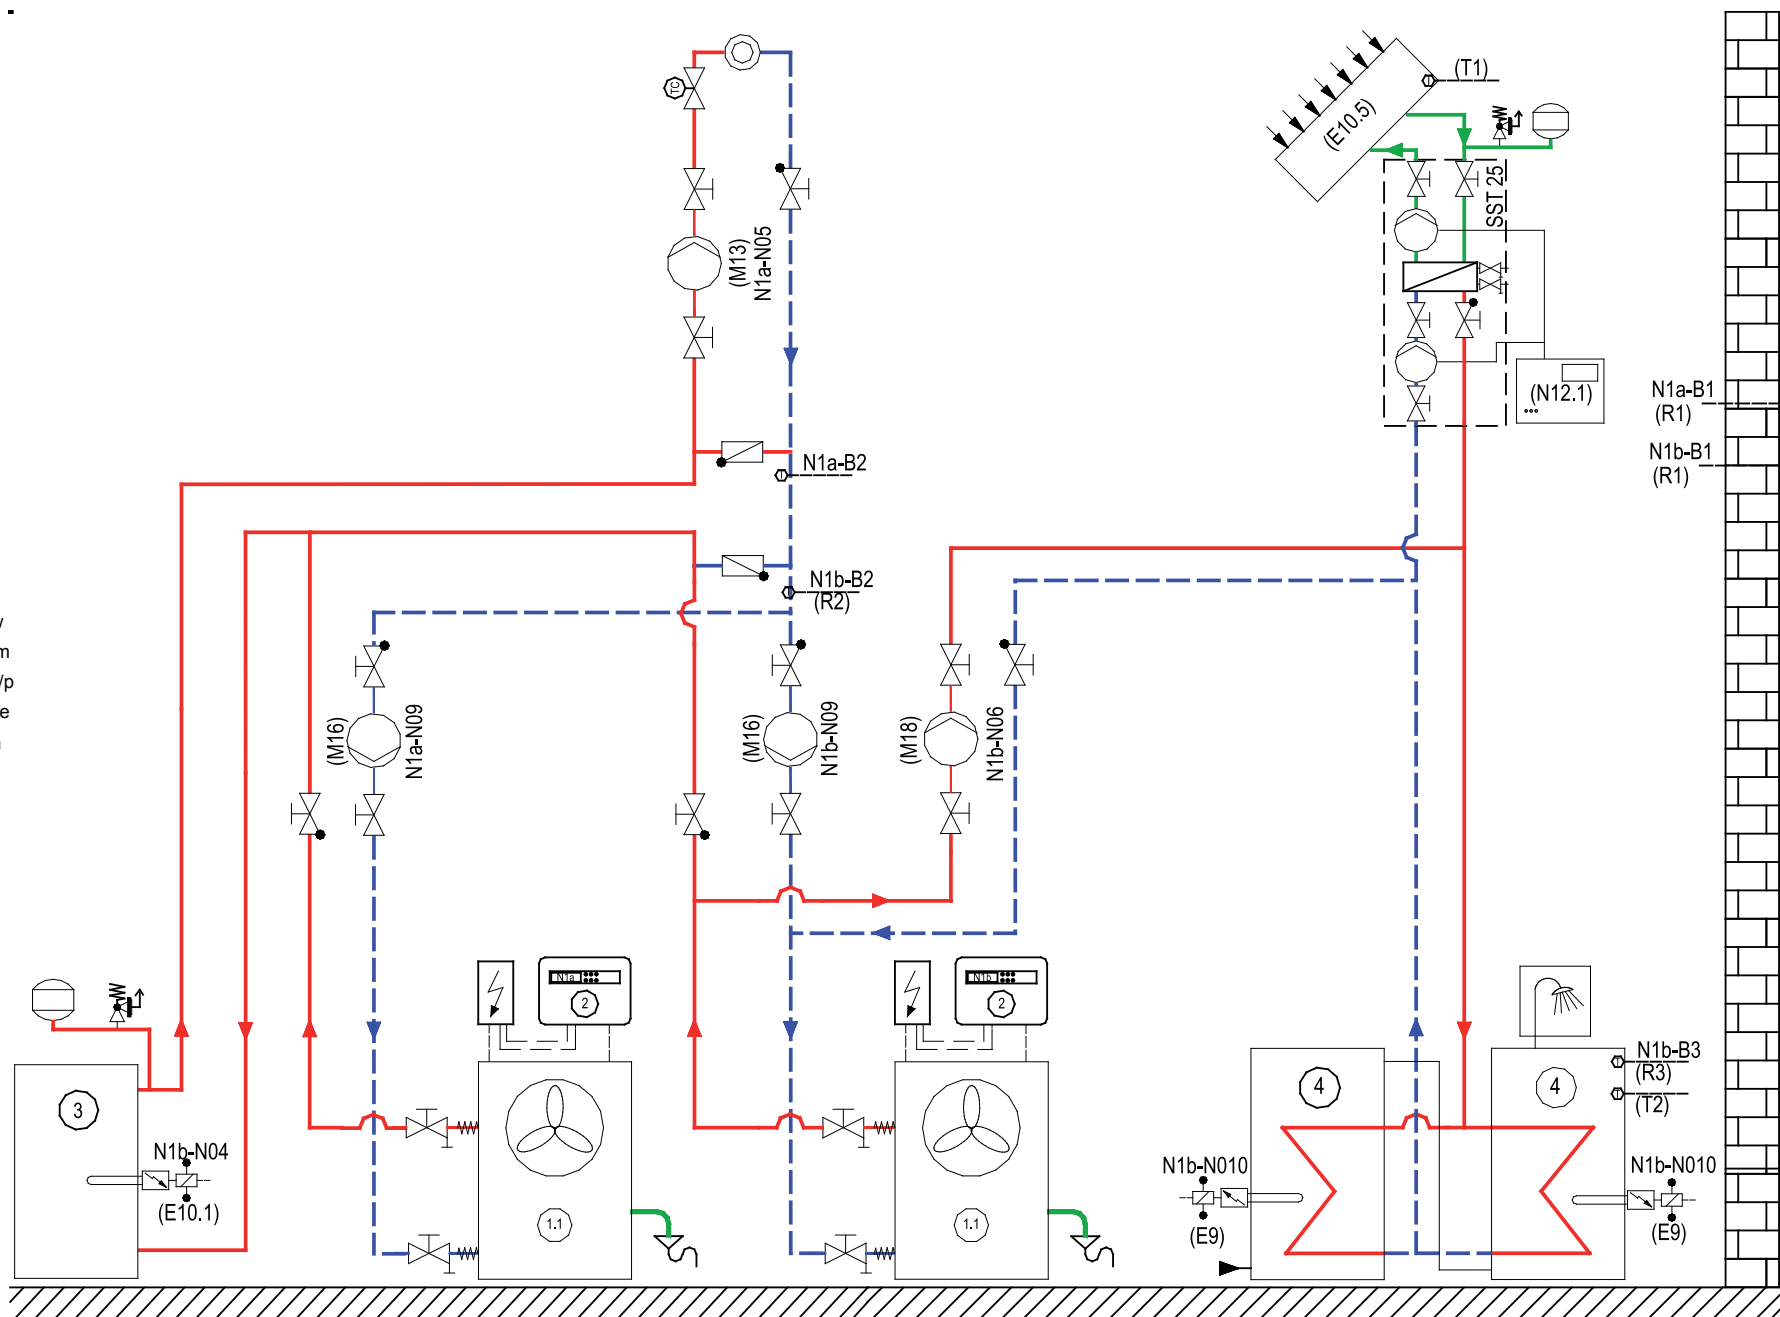 (T1)
(E10.5)
TC
SST 25
(M13)
N1a-N05
(N12.1)
N1a-B1
(R1)
N1a-B2
N1b-B1
(R1)
N1b-B2
(R2)
y
m
/p
e
(M16)
N1a-N09
(M16)
N1b-N09
(M18)
N1b-N06
N1a
2
N1b
2
N1b-B3
(R3)
(T2)
3
4
4
N1b-N04
(E10.1)
N1b-N010
(E9)
N1b-N010
(E9)
1.1
1.1